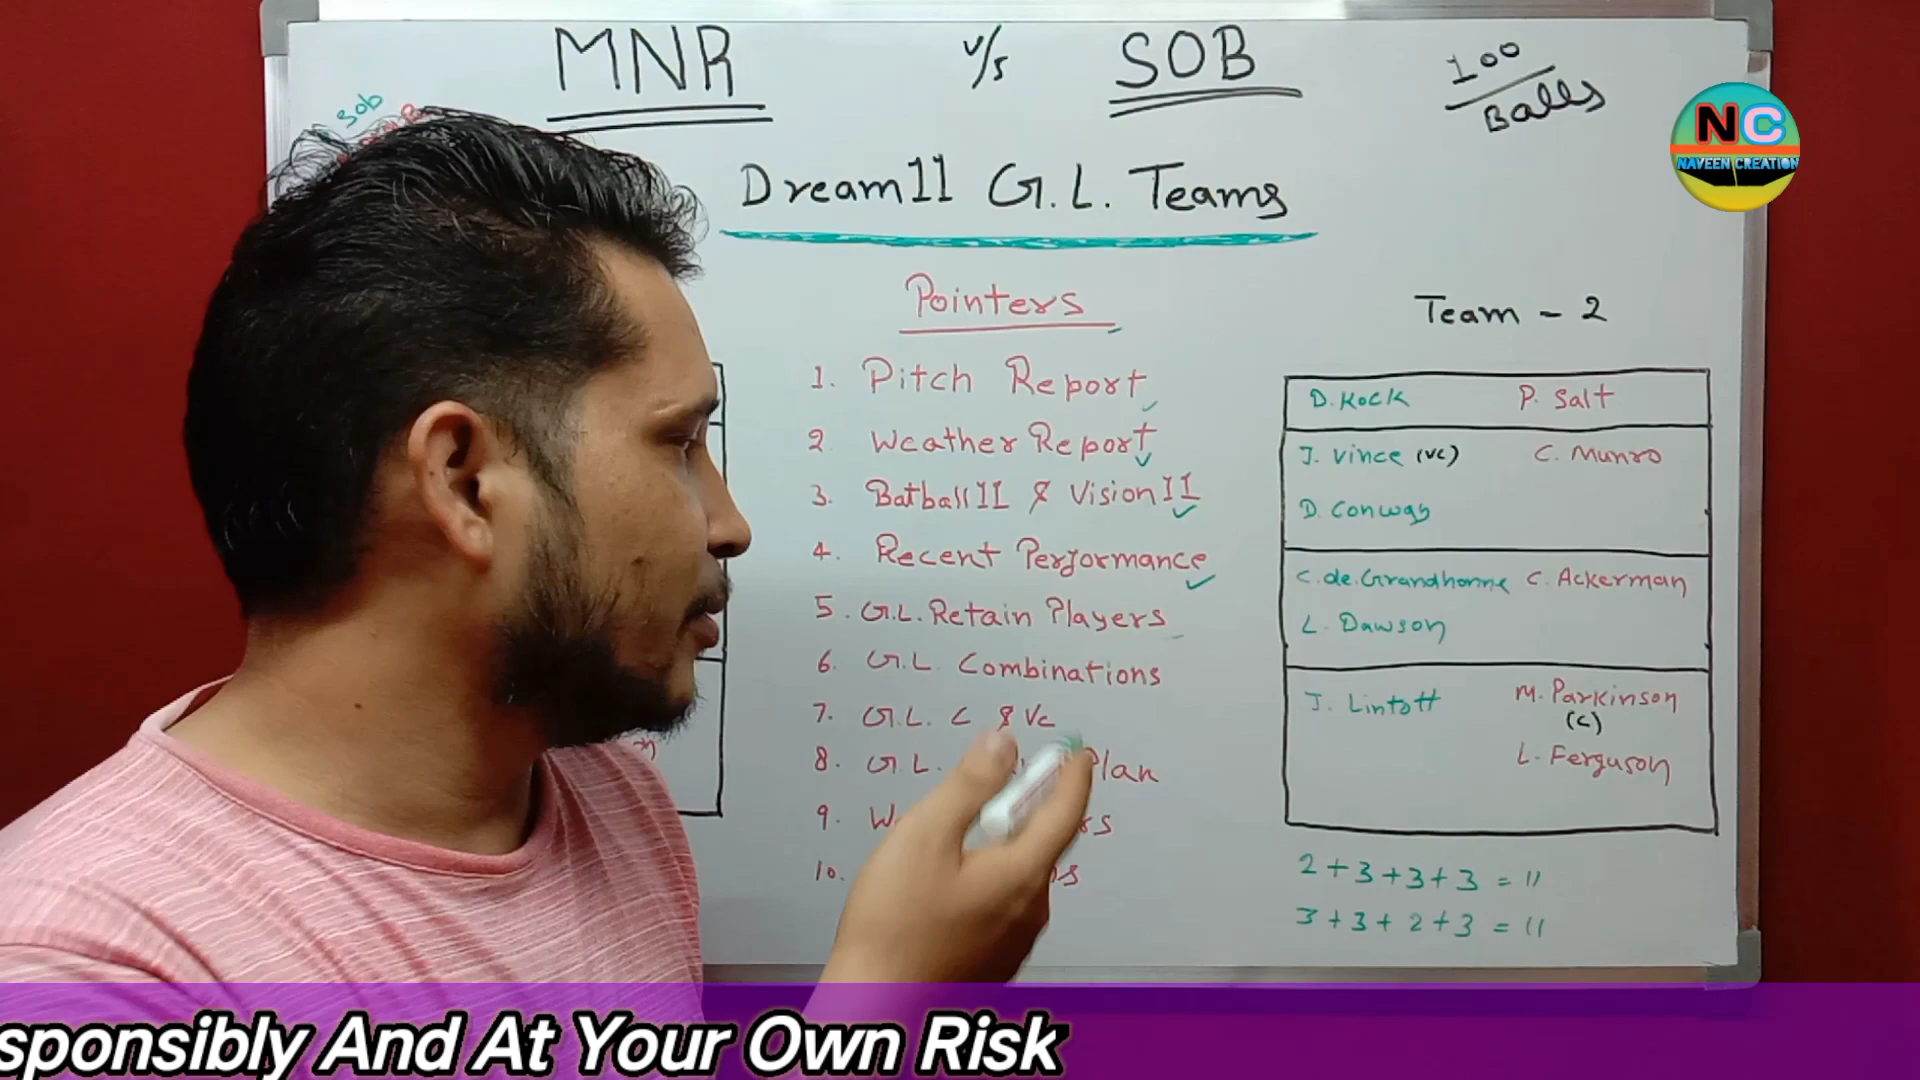 MNR v/s SOB
100
Balls
SOB
NC
NAVEEN CREATION
Dream11 G.L. Teams
Pointers
1. Pitch Report
2 Weather Report
3. Batball11 & Vision11
4. Recent Performance
5. G.L. Retain Players
6. G.L. Combinations
7. G.L. C & Vc
8. G.L. Plan
9.
10.
Team - 2
D. Kock P. Salt
J. Vince (VC) C. Munro
D. Conway
C. de. Grandhomme C. Ackerman
L. Dawson
J. Lintott M. Parkinson
(C)
L. Ferguson
2 + 3 + 3 + 3 = 11
3 + 3 + 2 + 3 = 11
And At Your Own Risk